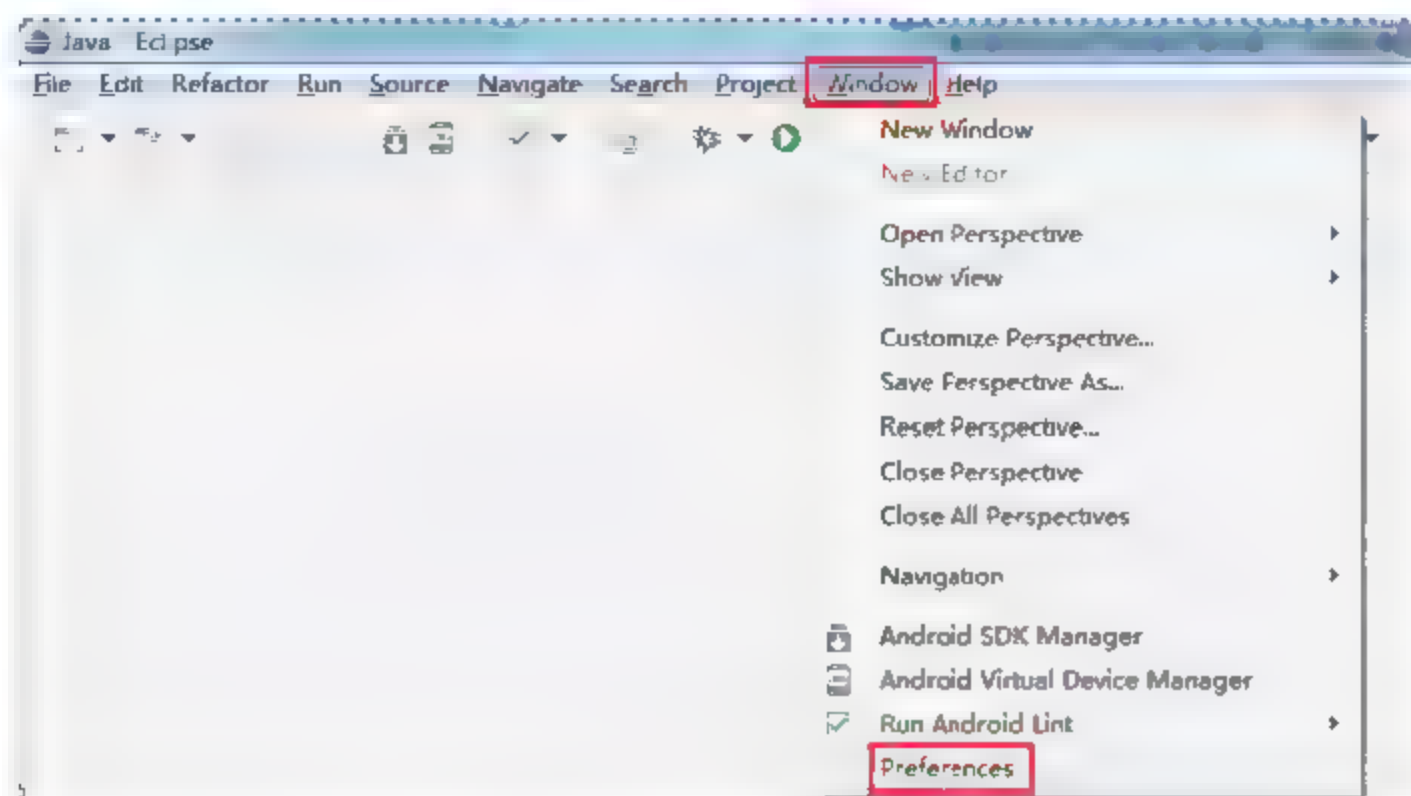 Java Eclipse
File Edit Refactor Run Source Navigate Search Project Window Help
New Window
New Editor
Open Perspective
Show View
Customize Perspective...
Save Perspective As...
Reset Perspective...
Close Perspective
Close All Perspectives
Navigation
Android SDK Manager
Android Virtual Device Manager
Run Android Lint
Preferences